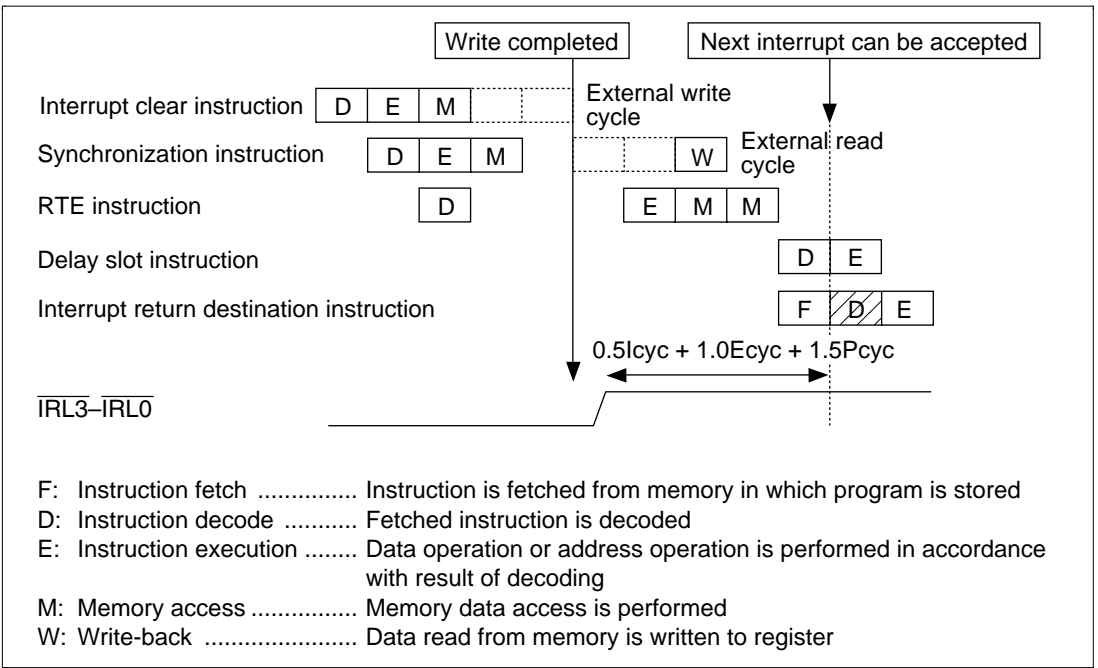 Write completed
Next interrupt can be accepted
Interrupt clear instruction D E M
External write
cycle
Synchronization instruction D E M W
External read
cycle
RTE instruction D E M M
Delay slot instruction D E
Interrupt return destination instruction F D E
0.5Icyc + 1.0Ecyc + 1.5Pcyc
IRL3–IRL0
F: Instruction fetch ............... Instruction is fetched from memory in which program is stored
D: Instruction decode ........... Fetched instruction is decoded
E: Instruction execution ........ Data operation or address operation is performed in accordance
with result of decoding
M: Memory access ................ Memory data access is performed
W: Write-back ...................... Data read from memory is written to register